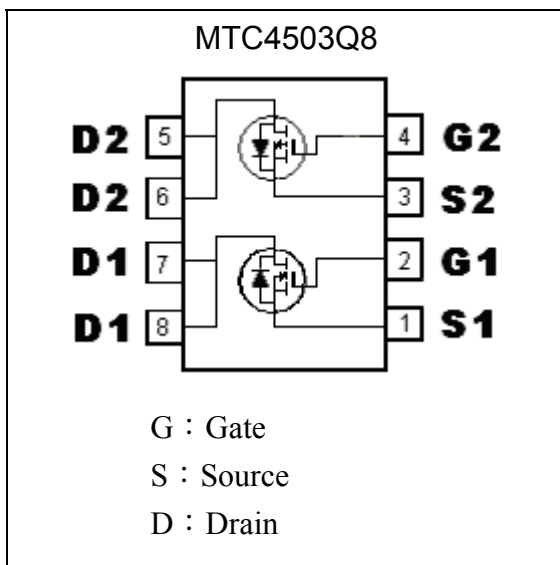 MTC4503Q8
D2 5 4 G2
D2 6 3 S2
D1 7 2 G1
D1 8 1 S1
G：Gate
S：Source
D：Drain